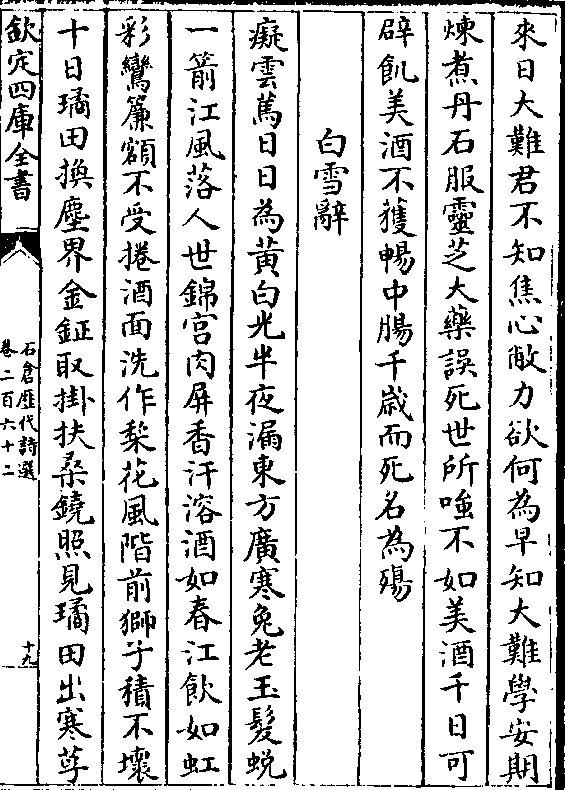 來日大難君不知焦心敝力欲何為早知大難學安期
煉煮丹石服靈芝大藥誤死世所嗤不如美酒千日可
辟飢美酒不獲暢中腸千歳而死名為殤
白雪辭
癡雲蔫日日為黃白光半夜漏東方廣寒兔老玉髮蛻
一箭江風落人世錦宫肉屏香汗溶酒如春江飲如虹
彩鸞簾額不受捲酒面洗作棃花風階前獅子積不壞
十日璚田換塵界金鉦取掛扶桑鐃照見璚田出寒荸
欽定四庫全書
石倉歷代詩選
卷二百六十二
十九